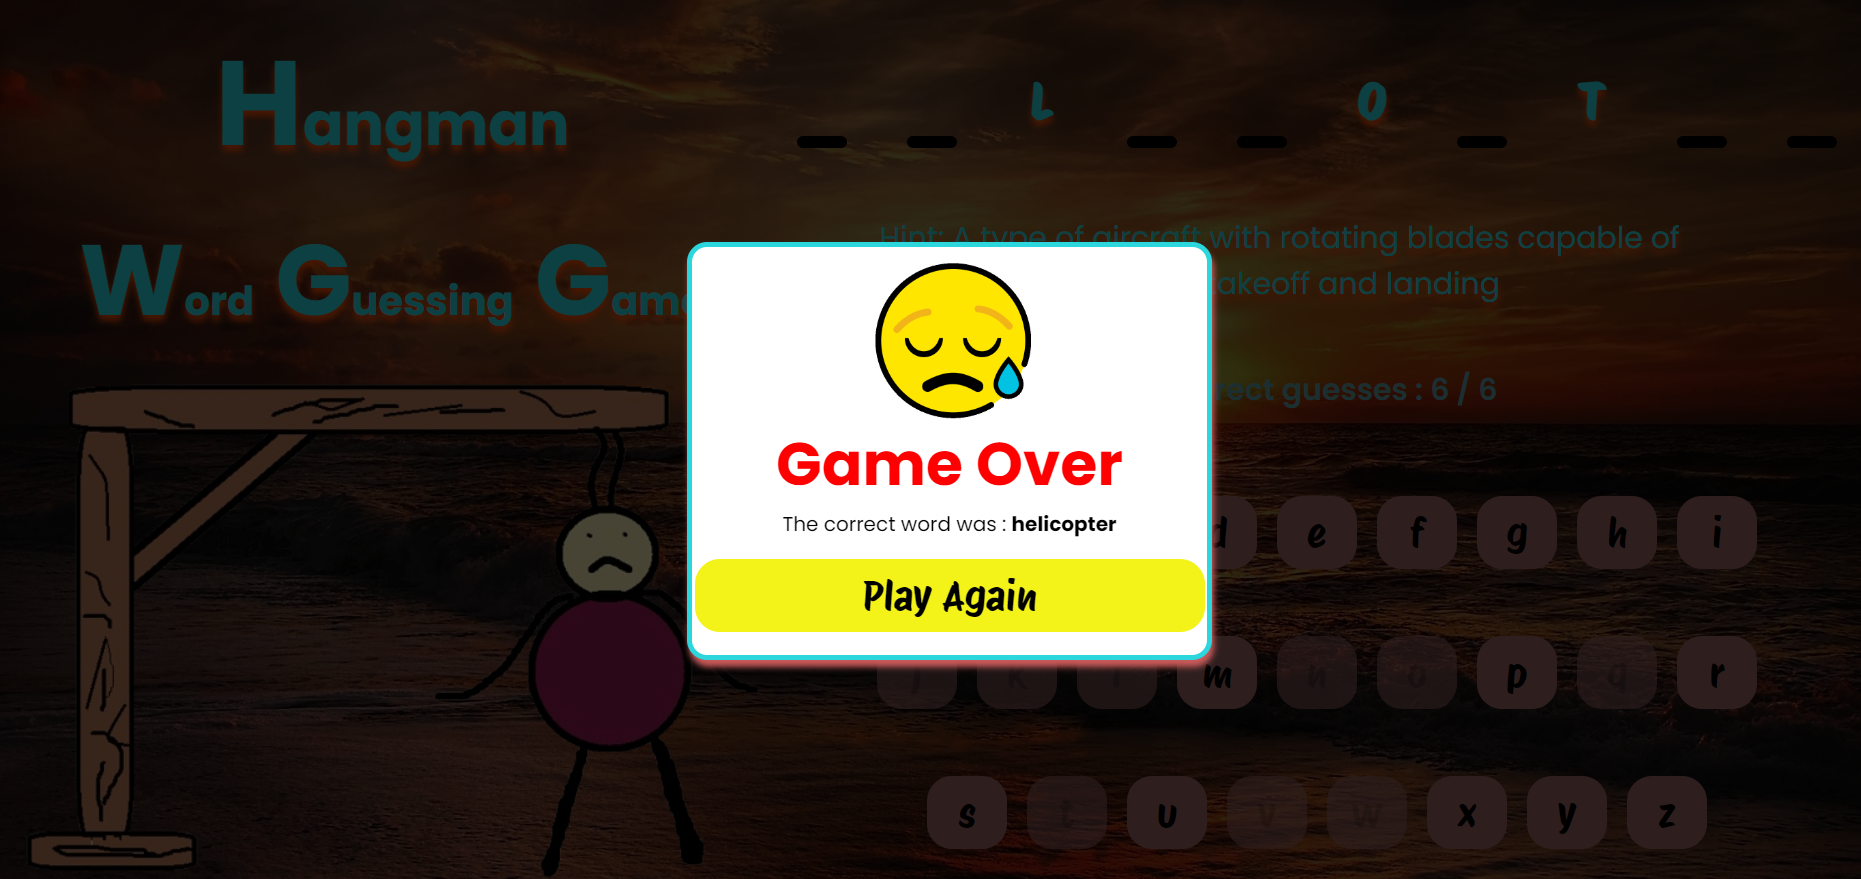 Hangman
L O T
Word Guessing Game
Hint: A type of aircraft with rotating blades capable of
akeoff and landing
rect guesses : 6 / 6
Game Over
The correct word was : helicopter
Play Again
d e f g h i
j k l m n o p q r
s t u v w x y z